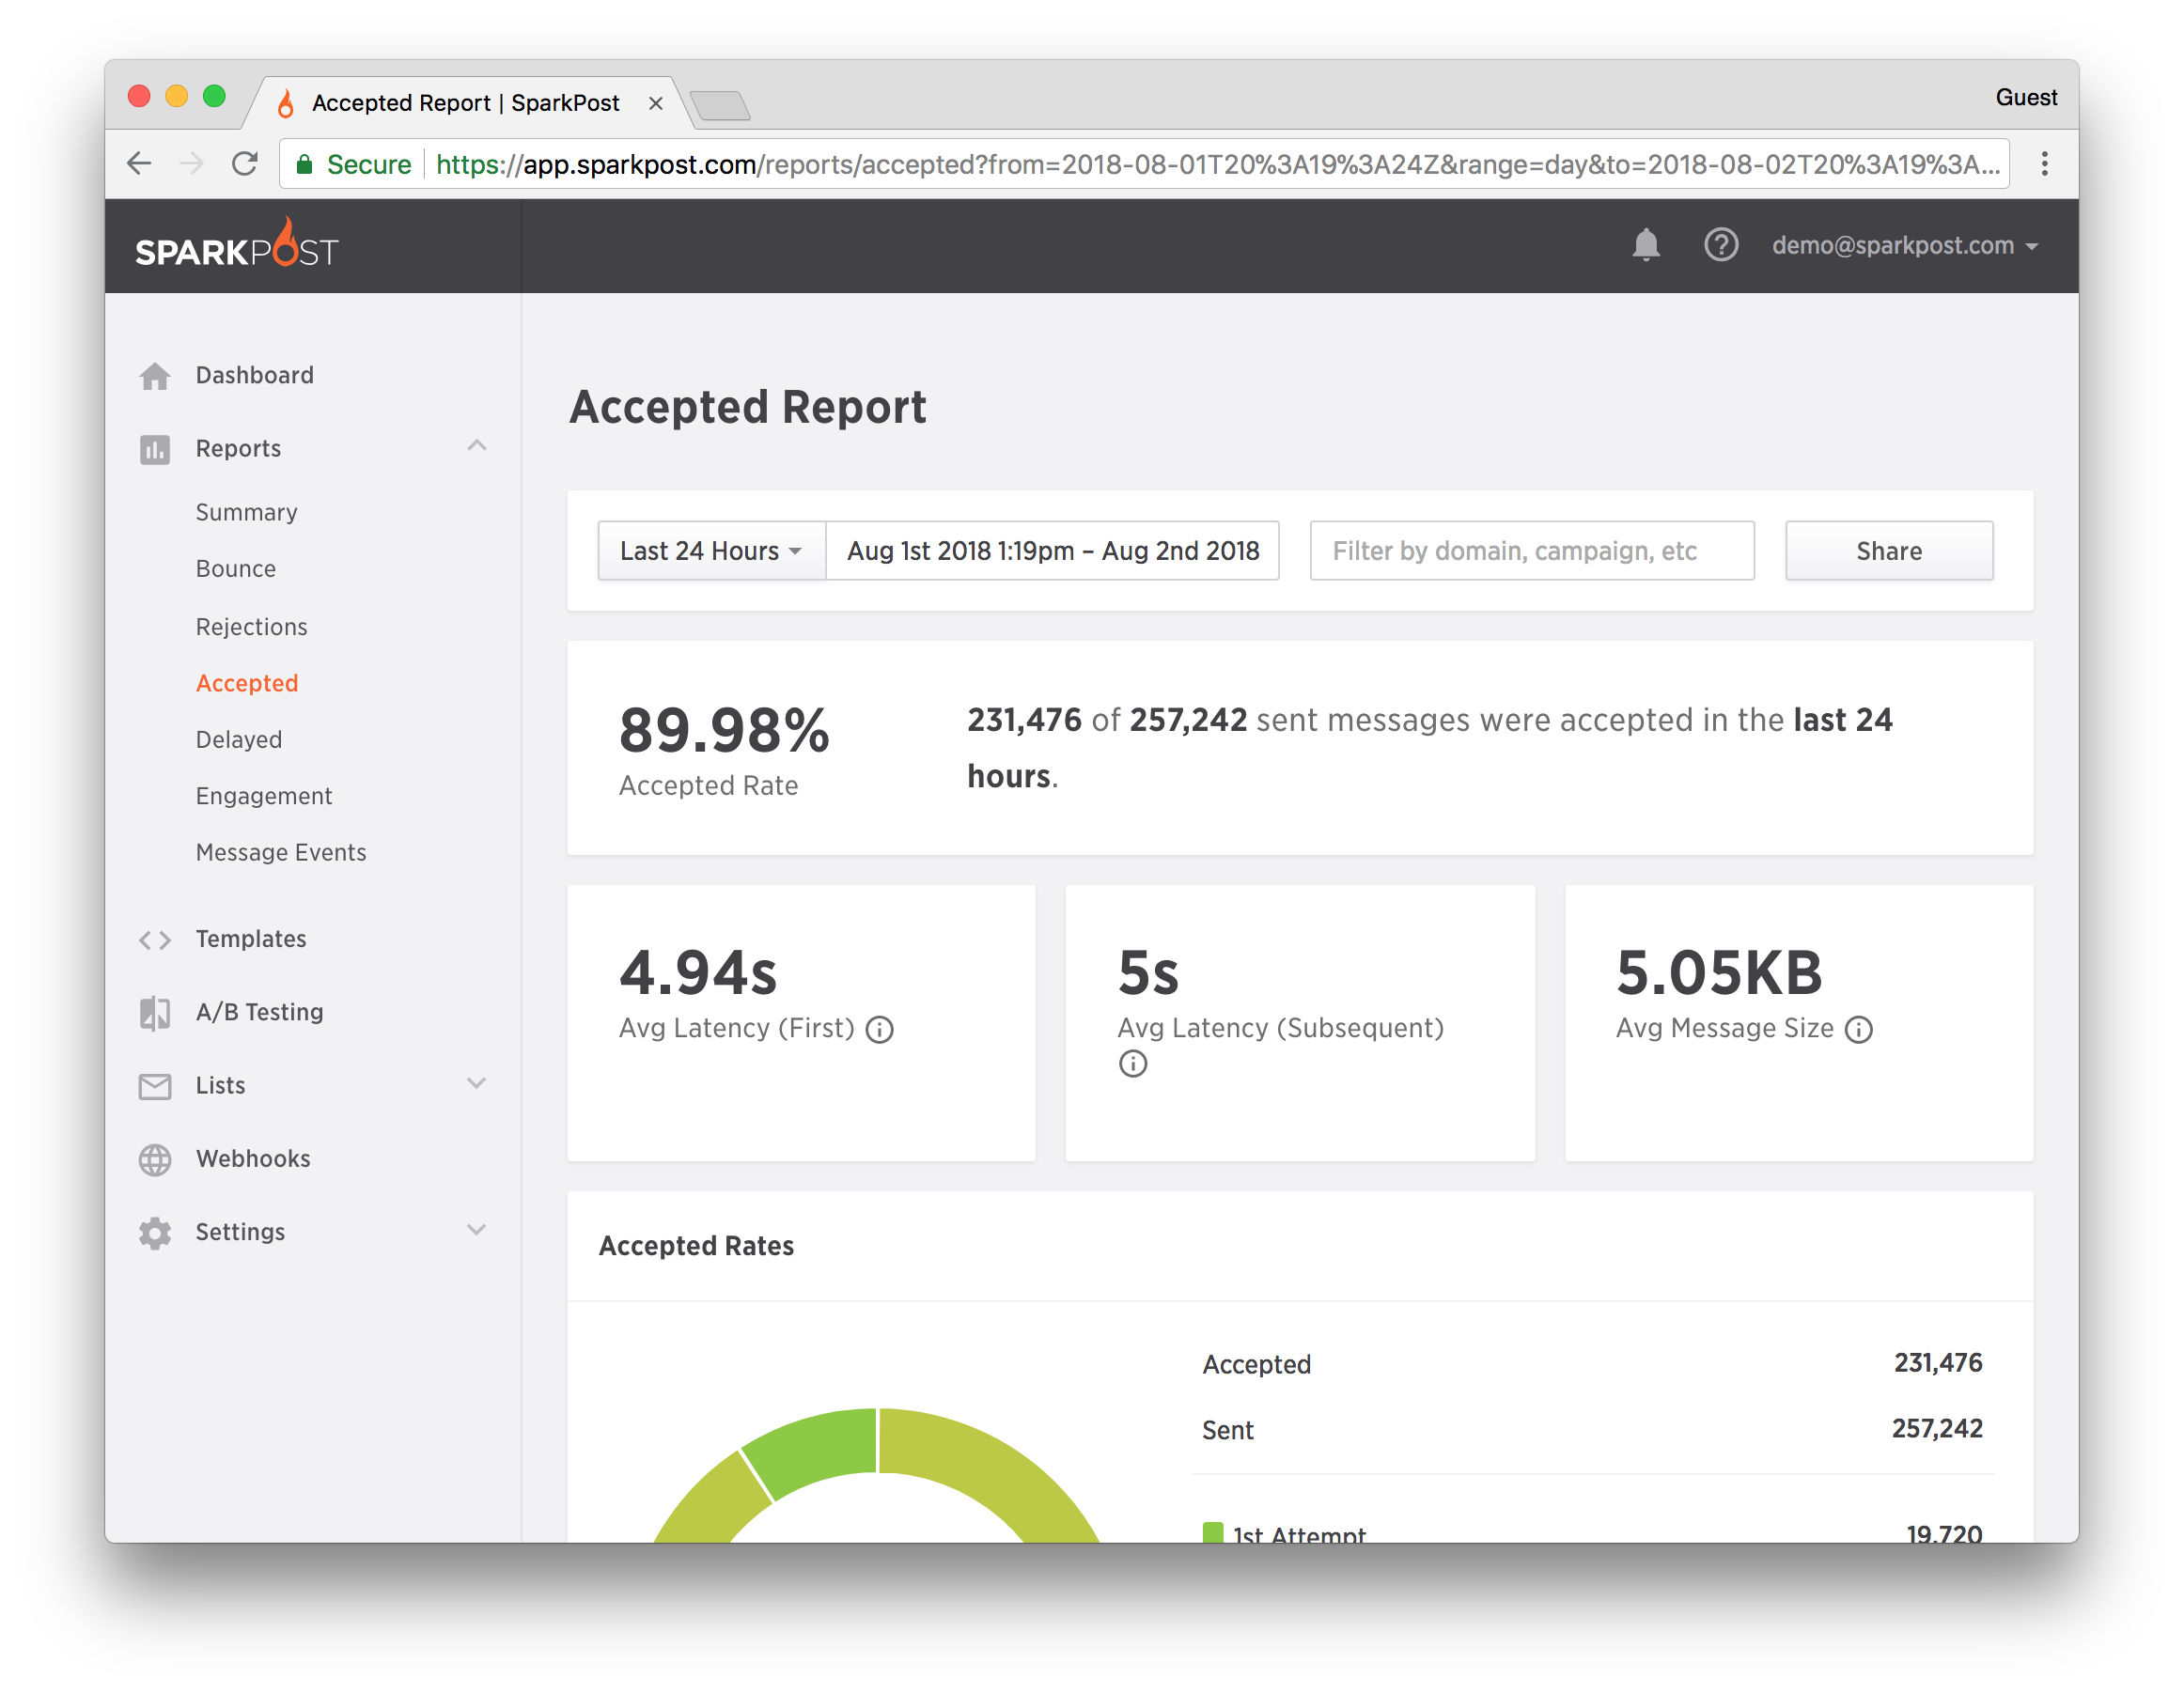 Accepted Report | SparkPost
Guest
Secure https://app.sparkpost.com/reports/accepted?from=2018-08-01T20%3A19%3A24Z&range=day&to=2018-08-02T20%3A19%3A...
SPARKPOST
demo@sparkpost.com
Dashboard
Reports
Summary
Bounce
Rejections
Accepted
Delayed
Engagement
Message Events
Templates
A/B Testing
Lists
Webhooks
Settings
Accepted Report
Last 24 Hours
Aug 1st 2018 1:19pm – Aug 2nd 2018
Filter by domain, campaign, etc
Share
89.98%
Accepted Rate
231,476 of 257,242 sent messages were accepted in the last 24
hours.
4.94s
Avg Latency (First)
5s
Avg Latency (Subsequent)
5.05KB
Avg Message Size
Accepted Rates
Accepted 231,476
Sent 257,242
1st Attempt 19,720